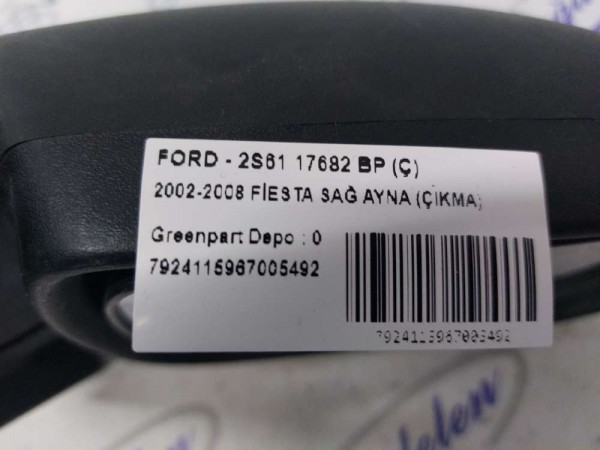 FORD - 2S61 17682 BP (Ç)
2002-2008 FİESTA SAĞ AYNA (ÇIKMA)
Greenpart Depo : 0
7924115967005492
7924115967005492